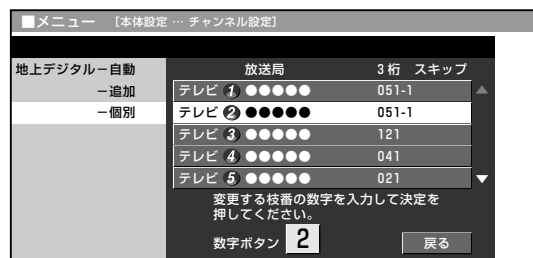 ■メニュー [本体設定 … チャンネル設定]
放送局 3桁 スキップ
地上デジタル－自動
－追加
－個別
テレビ 1 ●●●●● 051-1
テレビ 2 ●●●●● 051-1
テレビ 3 ●●●●● 121
テレビ 4 ●●●●● 041
テレビ 5 ●●●●● 021
変更する枝番の数字を入力して決定を
押してください。
数字ボタン 2 戻る